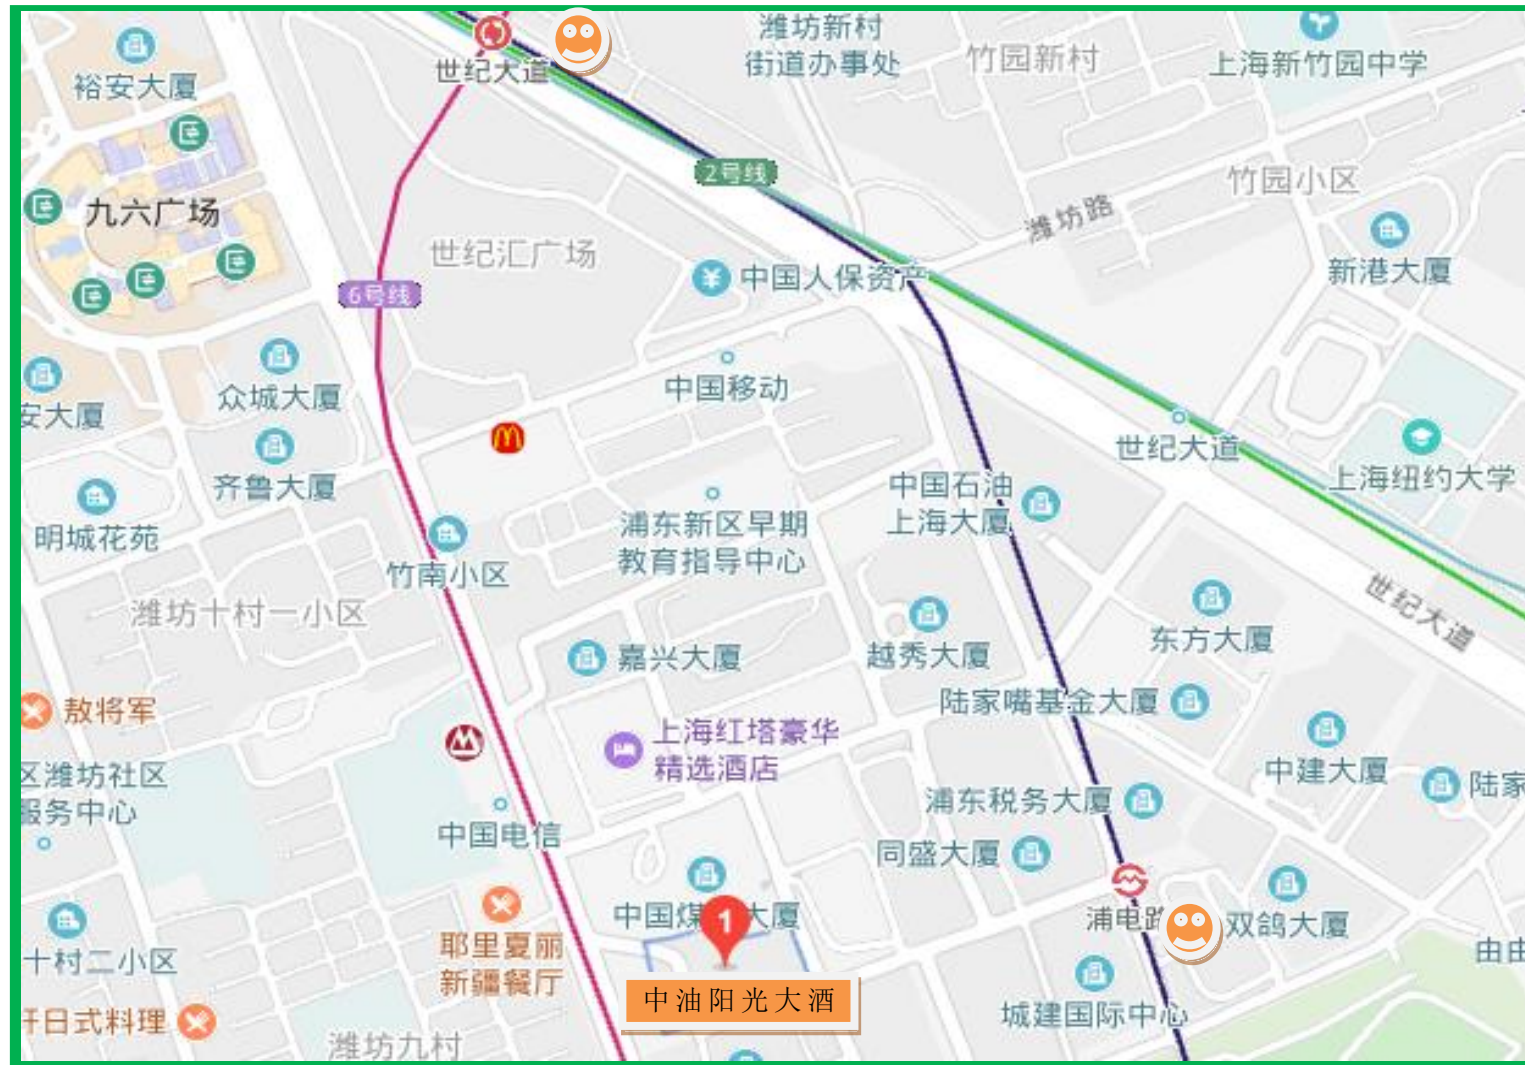 潍坊新村
街道办事处
竹园新村
上海新竹园中学
世纪大道
裕安大厦
2号线
竹园小区
潍坊路
九六广场
世纪汇广场
中国人保资产
新港大厦
6号线
众城大厦
中国移动
安大厦
世纪大道
上海纽约大学
齐鲁大厦
中国石油
上海大厦
明城花苑
浦东新区早期
教育指导中心
竹南小区
潍坊十村一小区
世纪大道
东方大厦
嘉兴大厦
越秀大厦
陆家嘴基金大厦
敖将军
上海红塔豪华
精选酒店
区潍坊社区
服务中心
中建大厦
陆家
浦东税务大厦
中国电信
同盛大厦
1
中国煤
大厦
浦电路
双鸽大厦
耶里夏丽
新疆餐厅
十村二小区
由由
中油阳光大酒
城建国际中心
开日式料理
潍坊九村